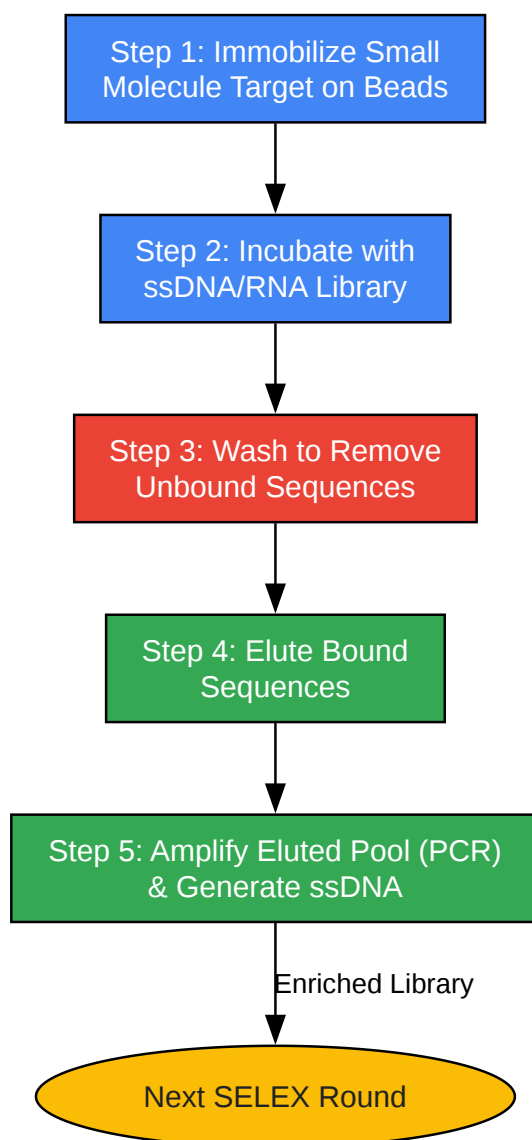 Step 1: Immobilize Small
Molecule Target on Beads
Step 2: Incubate with
ssDNA/RNA Library
Step 3: Wash to Remove
Unbound Sequences
Step 4: Elute Bound
Sequences
Step 5: Amplify Eluted Pool (PCR)
& Generate ssDNA
Enriched Library
Next SELEX Round